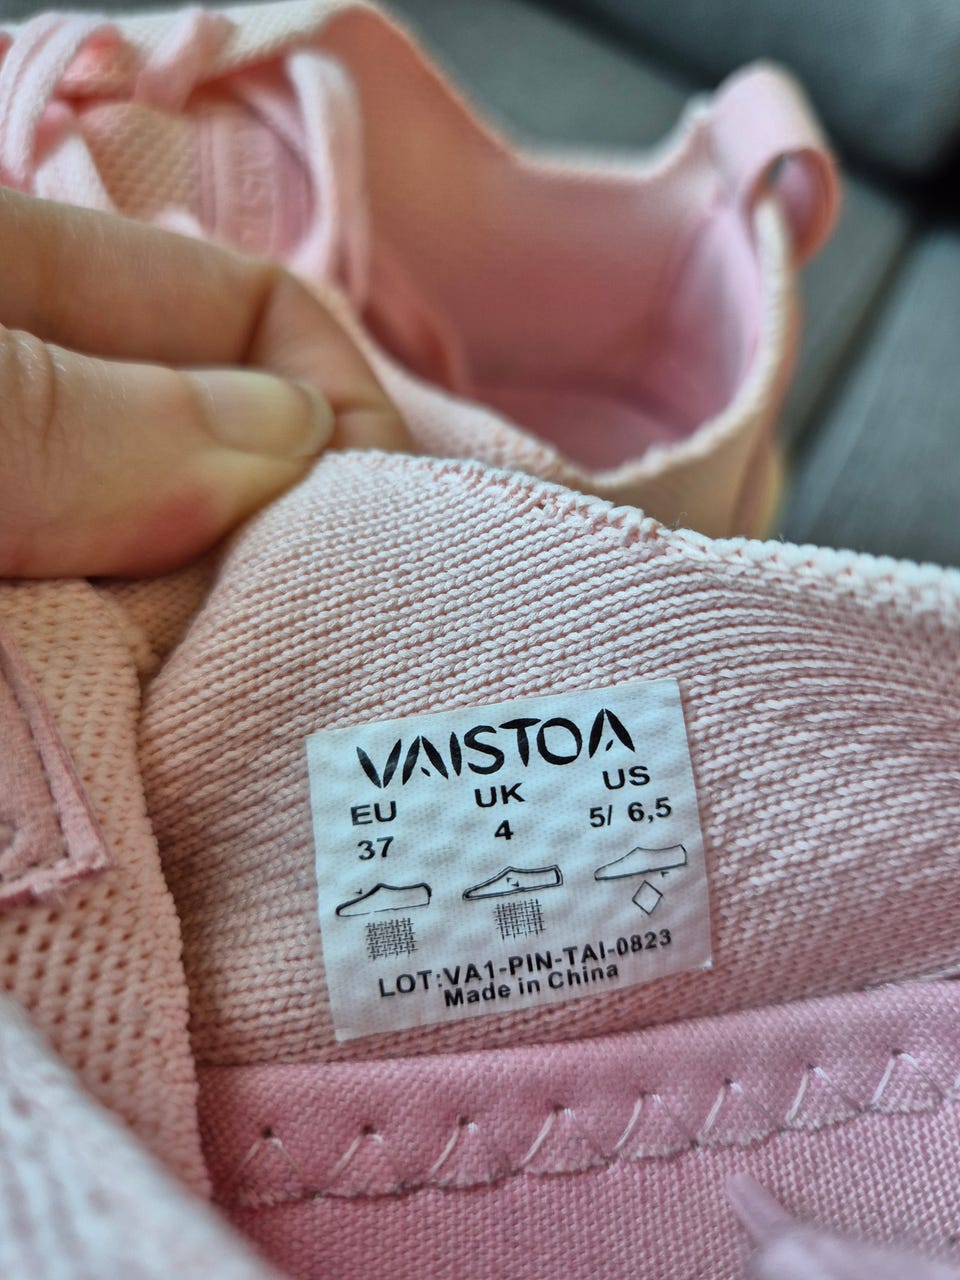 VAISTOA
EU UK US
37 4 5/ 6,5
LOT:VA1-PIN-TAI-0823
Made in China